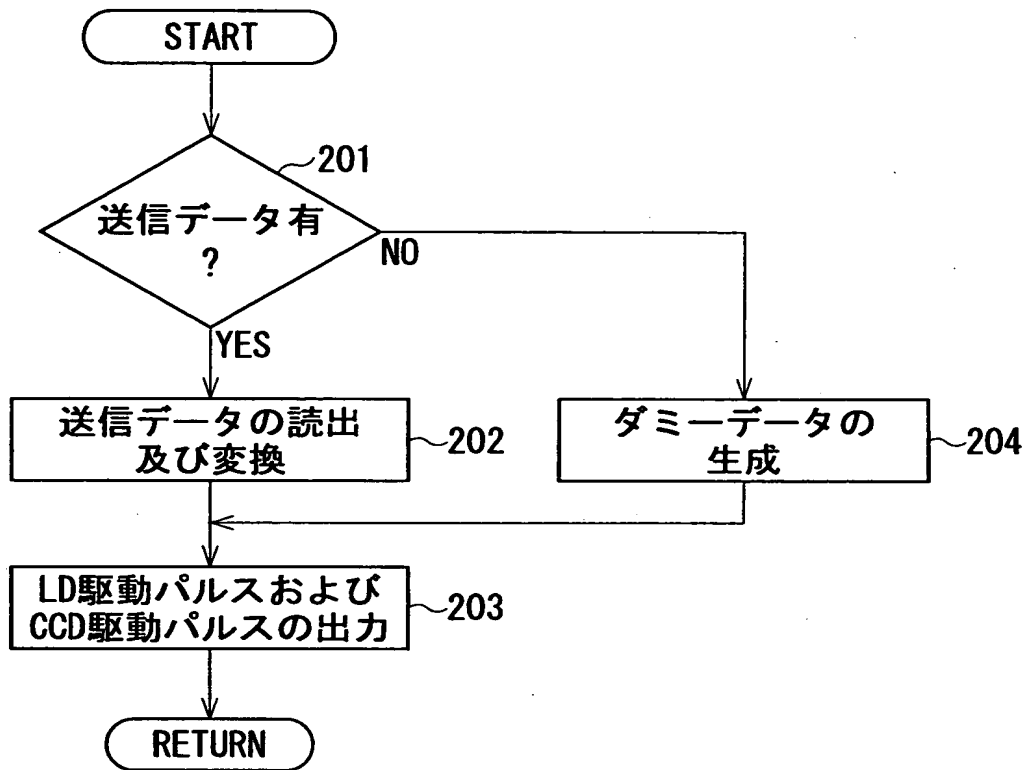 START
201
送信データ有
?
NO
YES
送信データの読出
及び変換
202
ダミーデータの
生成
204
LD駆動パルスおよび
CCD駆動パルスの出力
203
RETURN